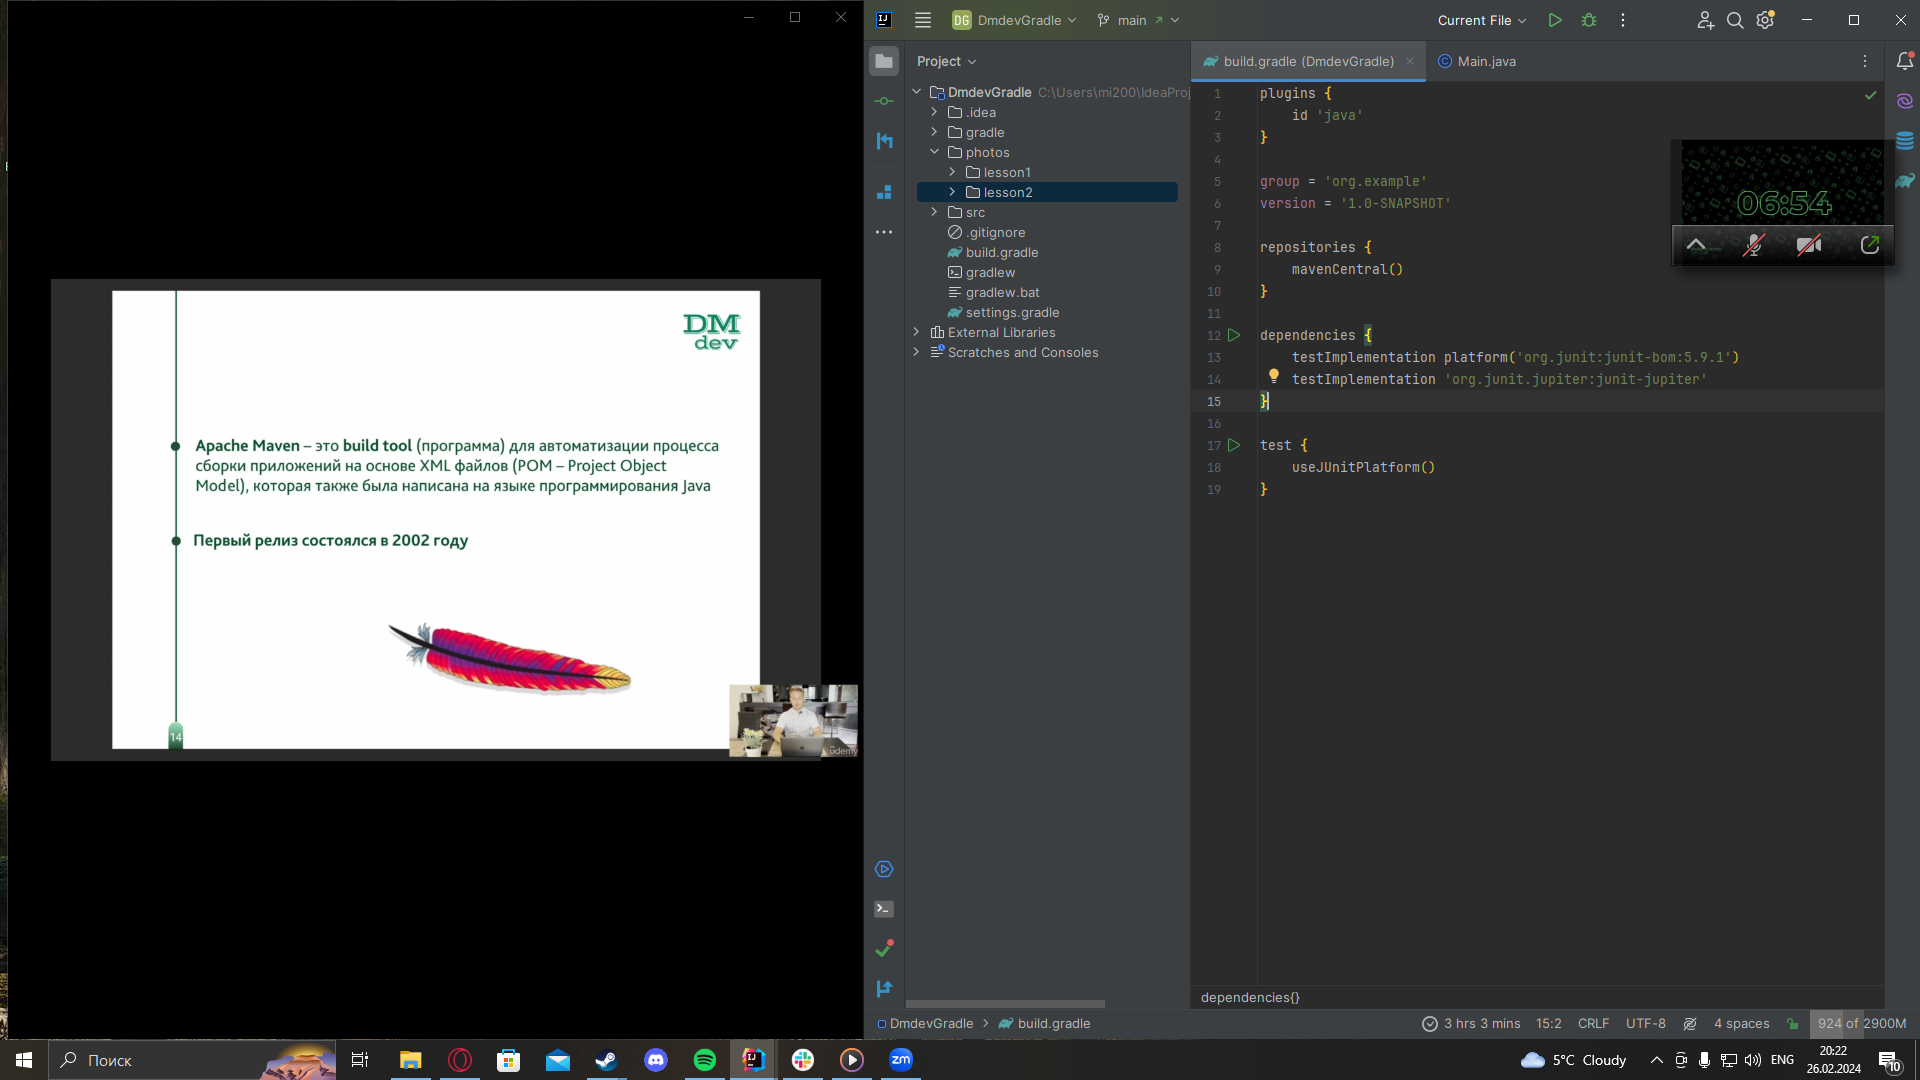 DM
dev
Apache Maven – это build tool (программа) для автоматизации процесса
сборки приложений на основе XML файлов (POM – Project Object
Model), которая также была написана на языке программирования Java
Первый релиз состоялся в 2002 году
14
udemy
DG DmdevGradle
main
Current File
Project
DmdevGradle C:\Users\mi200\IdeaProj
.idea
gradle
photos
lesson1
lesson2
src
.gitignore
build.gradle
gradlew
gradlew.bat
settings.gradle
External Libraries
Scratches and Consoles
build.gradle (DmdevGradle)
Main.java
1 plugins {
2 id 'java'
3 }
4
5 group = 'org.example'
6 version = '1.0-SNAPSHOT'
7
8 repositories {
9 mavenCentral()
10 }
11
12 dependencies {
13 testImplementation platform('org.junit:junit-bom:5.9.1')
14 testImplementation 'org.junit.jupiter:junit-jupiter'
15 }
16
17 test {
18 useJUnitPlatform()
19 }
06:54
dependencies{}
DmdevGradle > build.gradle
3 hrs 3 mins 15:2 CRLF UTF-8 4 spaces 924 of 2900M
Поиск
zm
5°C Cloudy
ENG
20:22
26.02.2024
10